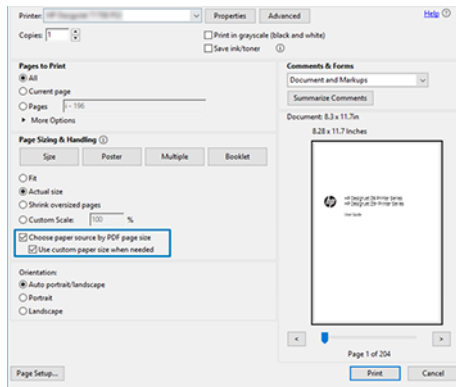 Printer:
Properties
Advanced
Help
Copies: 1
Print in grayscale (black and white)
Save ink/toner
Pages to Print
All
Current page
Pages i - 196
More Options
Comments & Forms
Document and Markups
Summarize Comments
Page Sizing & Handling
Size
Poster
Multiple
Booklet
Fit
Actual size
Shrink oversized pages
Custom Scale: 100 %
Choose paper source by PDF page size
Use custom paper size when needed
Orientation:
Auto portrait/landscape
Portrait
Landscape
Document: 8.3 x 11.7in
8.28 x 11.7 Inches
hp
User Guide
<
>
Page 1 of 204
Page Setup...
Print
Cancel